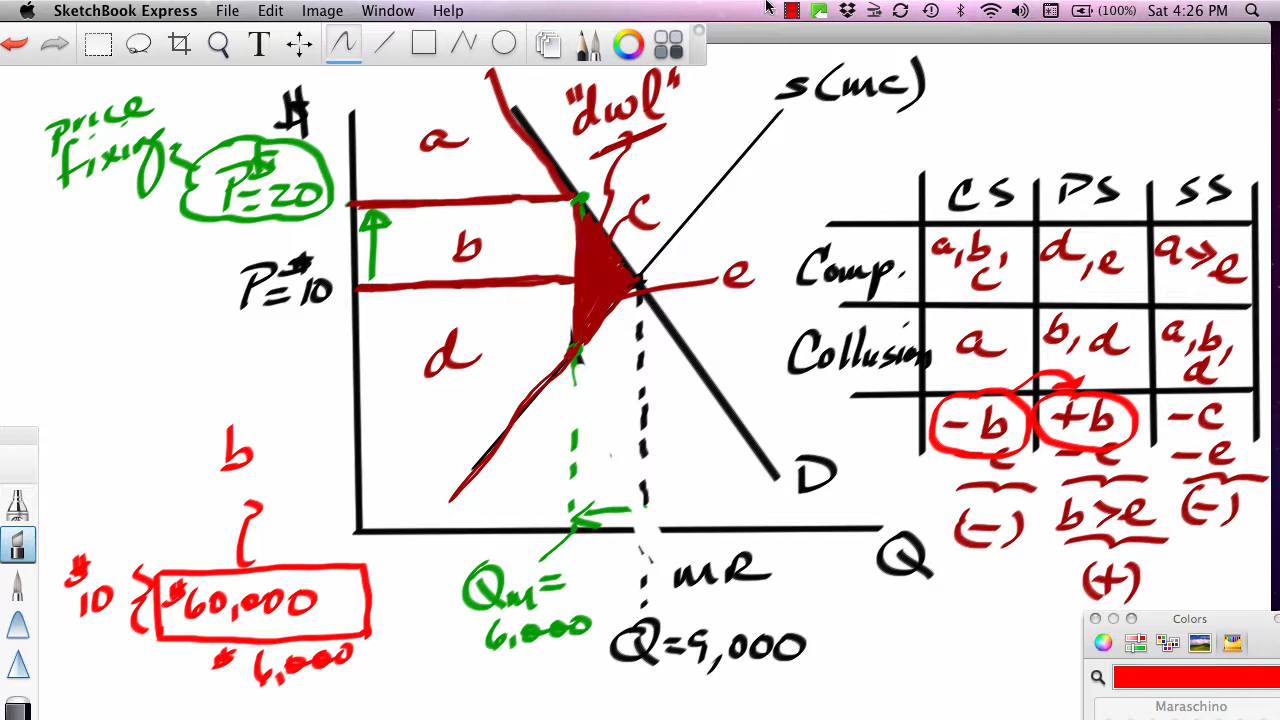 SketchBook Express File Edit Image Window Help (100%) Sat 4:26 PM
T
price
fixing
$
P=$20
P=$10
a
b
d
"dwl"
c
e
S(mc)
D
Q
MR
Qm=
6,000
Q=9,000
b
$10 $60,000
$ 6,000
CS PS SS
Comp. a,b,c d,e a→e
Collusion a b,d a,b,d
-b +b -c
-c -e -e
(-) b>e (-)
(+)
Colors
Maraschino